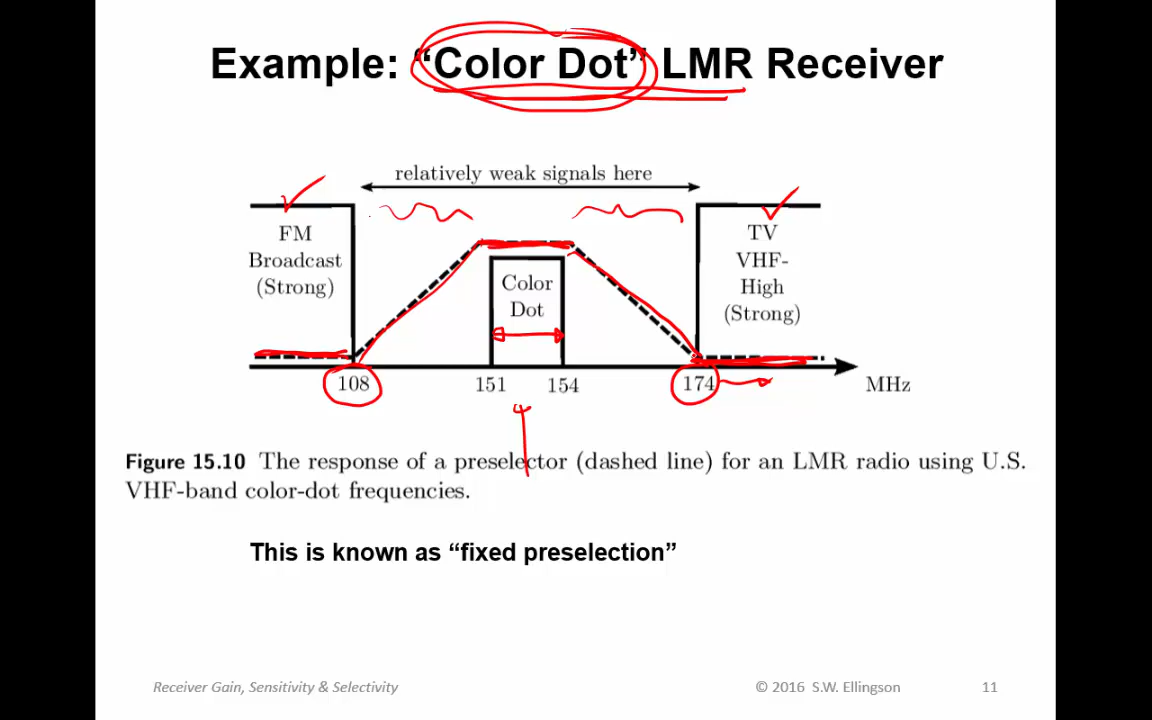 Example: “Color Dot” LMR Receiver
relatively weak signals here
FM
Broadcast
(Strong)
Color
Dot
TV
VHF-
High
(Strong)
108
151
154
174
MHz
Figure 15.10 The response of a preselector (dashed line) for an LMR radio using U.S.
VHF-band color-dot frequencies.
This is known as “fixed preselection”
Receiver Gain, Sensitivity & Selectivity
© 2016 S.W. Ellingson
11